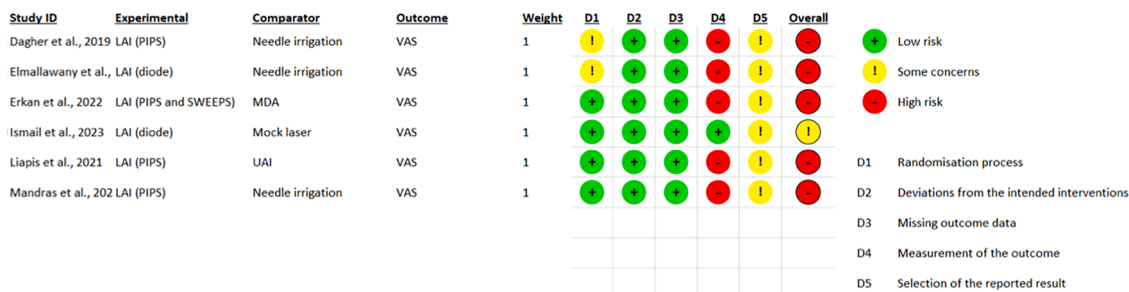 Study ID Experimental Comparator Outcome Weight D1 D2 D3 D4 D5 Overall
Dagher et al., 2019 LAI (PIPS) Needle irrigation VAS 1 ! + + - ! - + Low risk
Elmallawany et al., LAI (diode) Needle irrigation VAS 1 ! + + - ! - ! Some concerns
Erkan et al., 2022 LAI (PIPS and SWEEPS) MDA VAS 1 + + + - ! - - High risk
Ismail et al., 2023 LAI (diode) Mock laser VAS 1 + + + + ! !
Liapis et al., 2021 LAI (PIPS) UAI VAS 1 + + + - ! - D1 Randomisation process
Mandras et al., 202 LAI (PIPS) Needle irrigation VAS 1 + + + - ! - D2 Deviations from the intended interventions
D3 Missing outcome data
D4 Measurement of the outcome
D5 Selection of the reported result